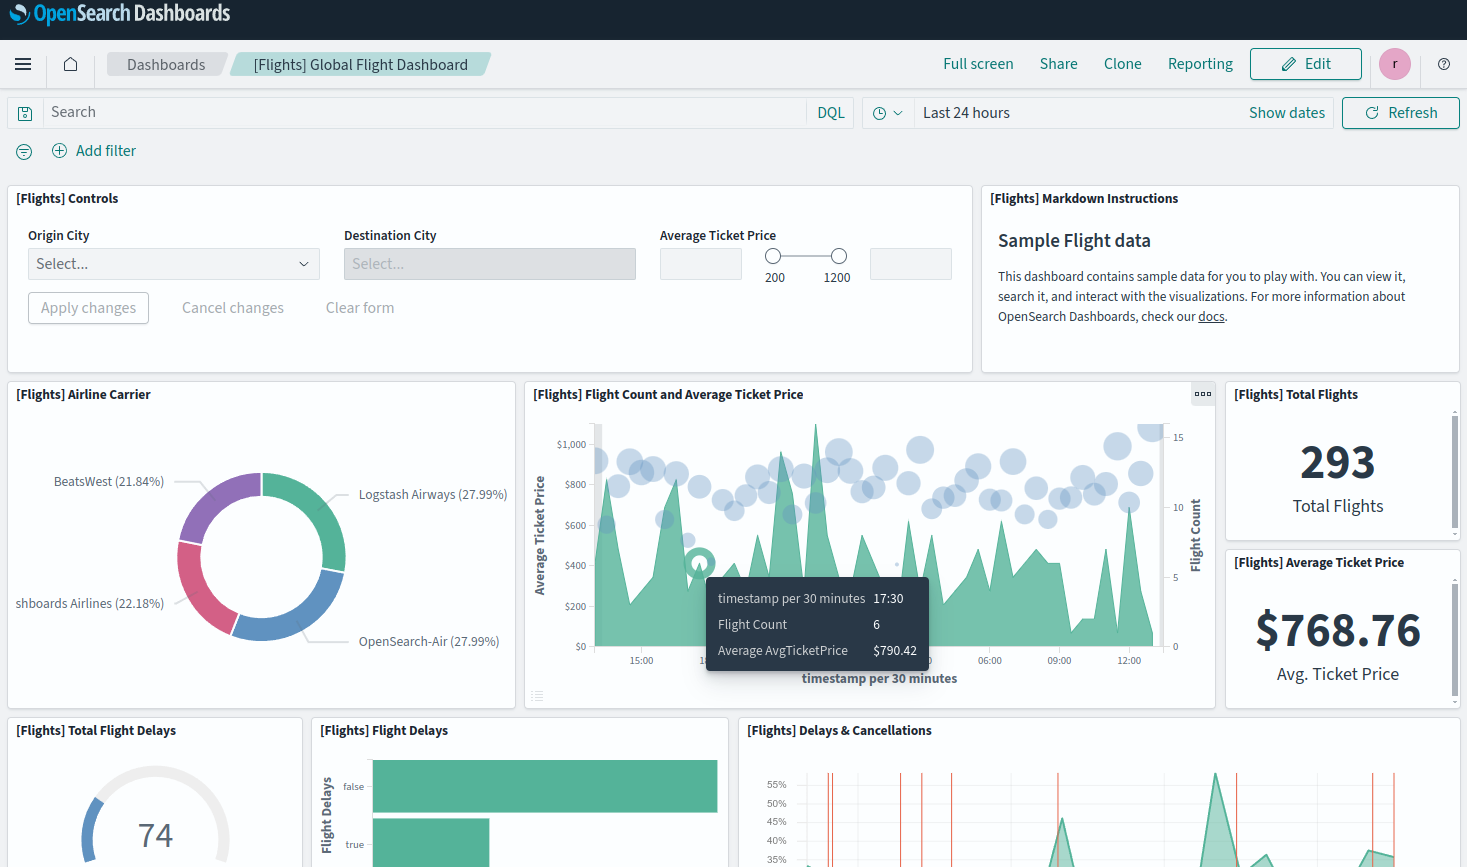 OpenSearch Dashboards
Dashboards
[Flights] Global Flight Dashboard
Full screen
Share
Clone
Reporting
Edit
r
Search
DQL
Last 24 hours
Show dates
Refresh
Add filter
[Flights] Controls
Origin City
Destination City
Average Ticket Price
Select...
Select...
200
1200
Apply changes
Cancel changes
Clear form
[Flights] Markdown Instructions
Sample Flight data
This dashboard contains sample data for you to play with. You can view it,
search it, and interact with the visualizations. For more information about
OpenSearch Dashboards, check our docs.
[Flights] Airline Carrier
BeatsWest (21.84%)
Logstash Airways (27.99%)
shboards Airlines (22.18%)
OpenSearch-Air (27.99%)
[Flights] Flight Count and Average Ticket Price
Average Ticket Price
$1,000
$800
$600
$400
$200
$0
15
10
5
0
Flight Count
15:00
18
0
06:00
09:00
12:00
timestamp per 30 minutes
timestamp per 30 minutes 17:30
Flight Count 6
Average AvgTicketPrice $790.42
[Flights] Total Flights
293
Total Flights
[Flights] Average Ticket Price
$768.76
Avg. Ticket Price
[Flights] Total Flight Delays
74
[Flights] Flight Delays
Flight Delays
false
true
[Flights] Delays & Cancellations
55%
50%
45%
40%
35%